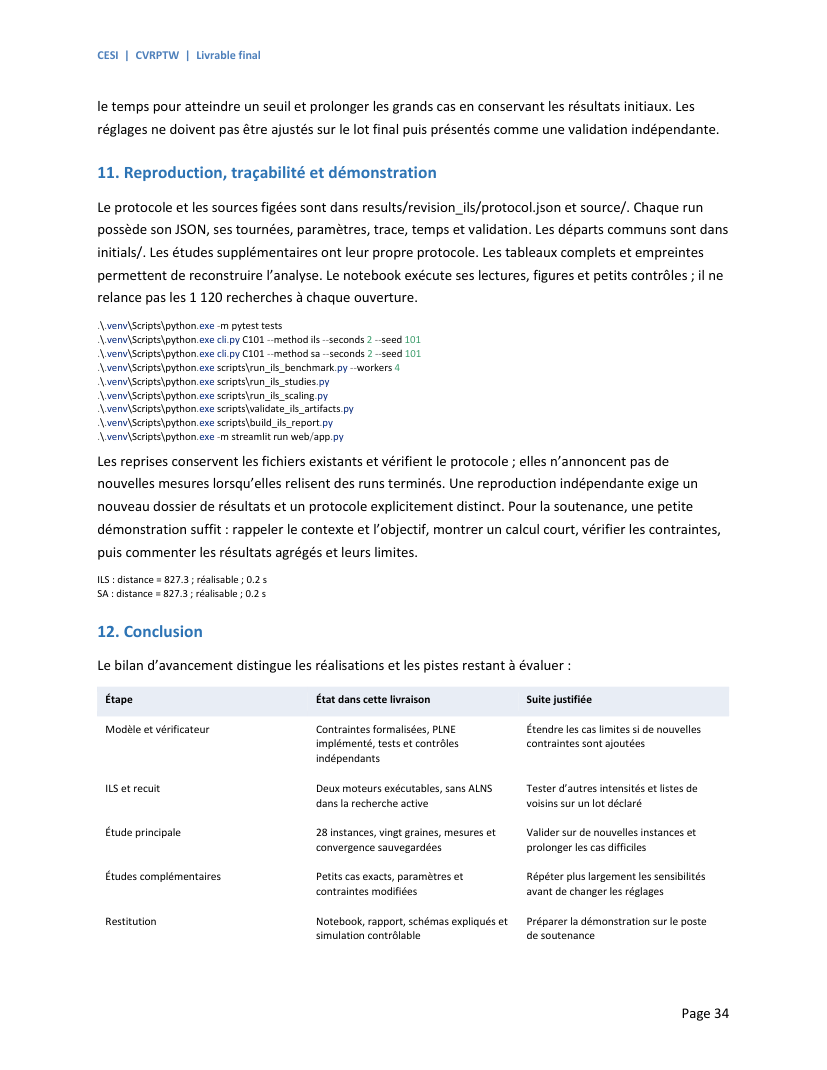 CESI | CVRPTW | Livrable final
le temps pour atteindre un seuil et prolonger les grands cas en conservant les résultats initiaux. Les
réglages ne doivent pas être ajustés sur le lot final puis présentés comme une validation indépendante.
11. Reproduction, traçabilité et démonstration
Le protocole et les sources figées sont dans results/revision_ils/protocol.json et source/. Chaque run
possède son JSON, ses tournées, paramètres, trace, temps et validation. Les départs communs sont dans
initials/. Les études supplémentaires ont leur propre protocole. Les tableaux complets et empreintes
permettent de reconstruire l’analyse. Le notebook exécute ses lectures, figures et petits contrôles ; il ne
relance pas les 1 120 recherches à chaque ouverture.
.\.venv\Scripts\python.exe -m pytest tests
.\.venv\Scripts\python.exe cli.py C101 --method ils --seconds 2 --seed 101
.\.venv\Scripts\python.exe cli.py C101 --method sa --seconds 2 --seed 101
.\.venv\Scripts\python.exe scripts\run_ils_benchmark.py --workers 4
.\.venv\Scripts\python.exe scripts\run_ils_studies.py
.\.venv\Scripts\python.exe scripts\run_ils_scaling.py
.\.venv\Scripts\python.exe scripts\validate_ils_artifacts.py
.\.venv\Scripts\python.exe scripts\build_ils_report.py
.\.venv\Scripts\python.exe -m streamlit run web/app.py
Les reprises conservent les fichiers existants et vérifient le protocole ; elles n’annoncent pas de
nouvelles mesures lorsqu’elles relisent des runs terminés. Une reproduction indépendante exige un
nouveau dossier de résultats et un protocole explicitement distinct. Pour la soutenance, une petite
démonstration suffit : rappeler le contexte et l’objectif, montrer un calcul court, vérifier les contraintes,
puis commenter les résultats agrégés et leurs limites.
ILS : distance = 827.3 ; réalisable ; 0.2 s
SA : distance = 827.3 ; réalisable ; 0.2 s
12. Conclusion
Le bilan d’avancement distingue les réalisations et les pistes restant à évaluer :
Étape État dans cette livraison Suite justifiée
Modèle et vérificateur Contraintes formalisées, PLNE Étendre les cas limites si de nouvelles
implémenté, tests et contrôles contraintes sont ajoutées
indépendants
ILS et recuit Deux moteurs exécutables, sans ALNS Tester d’autres intensités et listes de
dans la recherche active voisins sur un lot déclaré
Étude principale 28 instances, vingt graines, mesures et Valider sur de nouvelles instances et
convergence sauvegardées prolonger les cas difficiles
Études complémentaires Petits cas exacts, paramètres et Répéter plus largement les sensibilités
contraintes modifiées avant de changer les réglages
Restitution Notebook, rapport, schémas expliqués et Préparer la démonstration sur le poste
simulation contrôlable de soutenance
Page 34